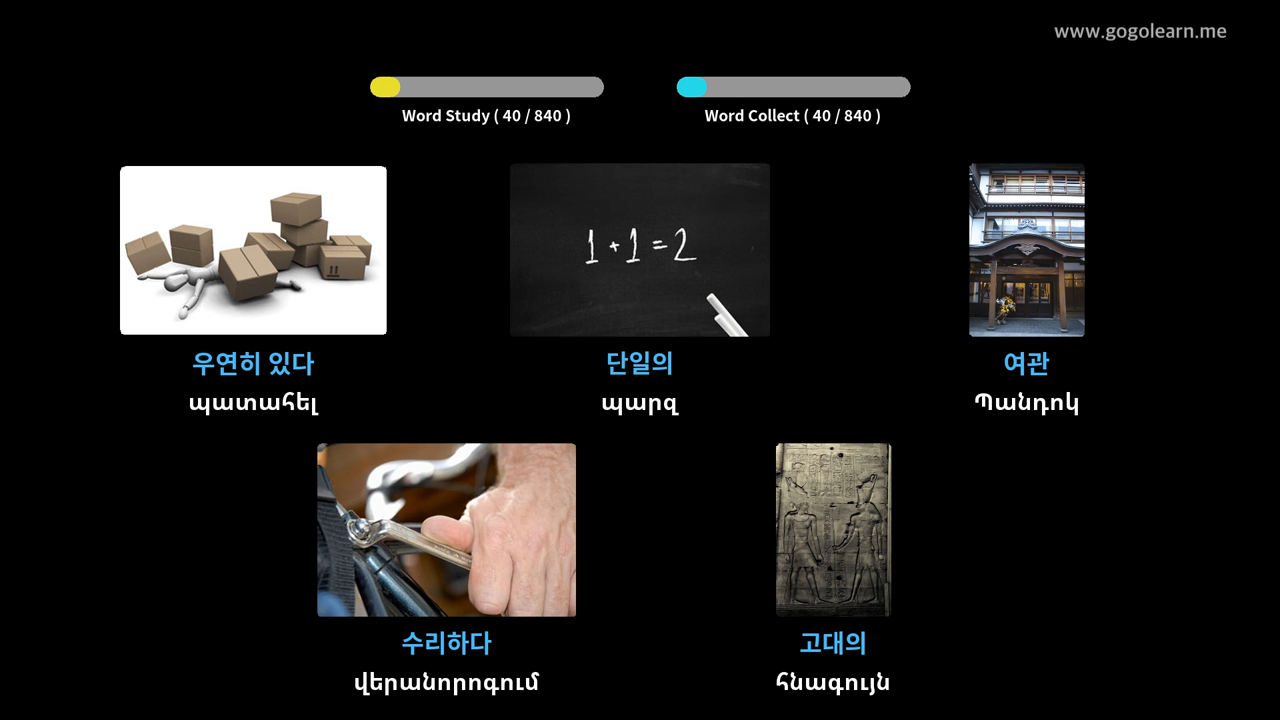 www.gogolearn.me
Word Study ( 40 / 840 )
Word Collect ( 40 / 840 )
1 + 1 = 2
우연히 있다
պատահել
단일의
պարզ
여관
Պանդոկ
수리하다
վերանորոգում
고대의
հնագույն